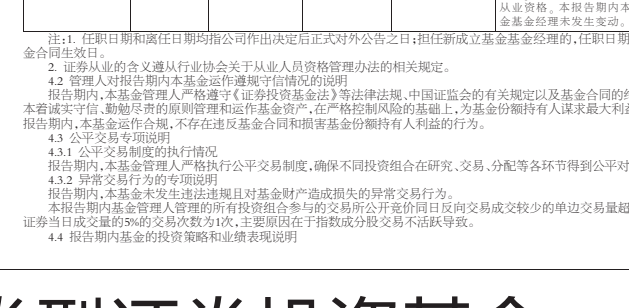 从业资格。本报告期内本
金基金经理未发生变动。
注:1. 任职日期和离任日期均指公司作出决定后正式对外公告之日;担任新成立基金基金经理的,任职日期
金合同生效日。
2. 证券从业的含义遵从行业协会关于从业人员资格管理办法的相关规定。
4.2 管理人对报告期内本基金运作遵规守信情况的说明
报告期内,本基金管理人严格遵守《证券投资基金法》等法律法规、中国证监会的有关规定以及基金合同的
本着诚实守信、勤勉尽责的原则管理和运作基金资产,在严格控制风险的基础上,为基金份额持有人谋求最大利
报告期内,本基金运作合规,不存在违反基金合同和损害基金份额持有人利益的行为。
4.3 公平交易专项说明
4.3.1 公平交易制度的执行情况
报告期内,本基金管理人严格执行公平交易制度,确保不同投资组合在研究、交易、分配等各环节得到公平对
4.3.2 异常交易行为的专项说明
报告期内,本基金未发生违法违规且对基金财产造成损失的异常交易行为。
本报告期内基金管理人管理的所有投资组合参与的交易所公开竞价同日反向交易成交较少的单边交易量超
证券当日成交量的5%的交易次数为1次,主要原因在于指数成分股交易不活跃导致。
4.4 报告期内基金的投资策略和业绩表现说明
类型证券投资基金